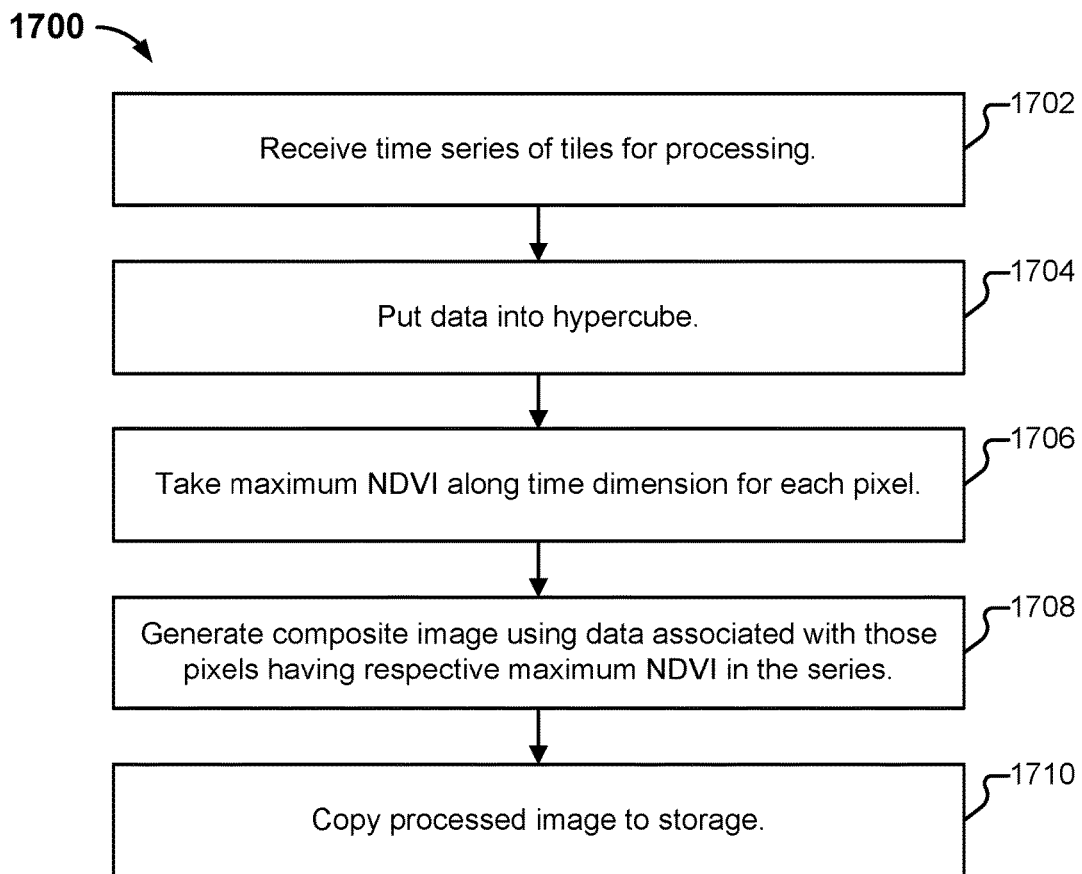 1700
1702
Receive time series of tiles for processing.
1704
Put data into hypercube.
1706
Take maximum NDVI along time dimension for each pixel.
1708
Generate composite image using data associated with those
pixels having respective maximum NDVI in the series.
1710
Copy processed image to storage.